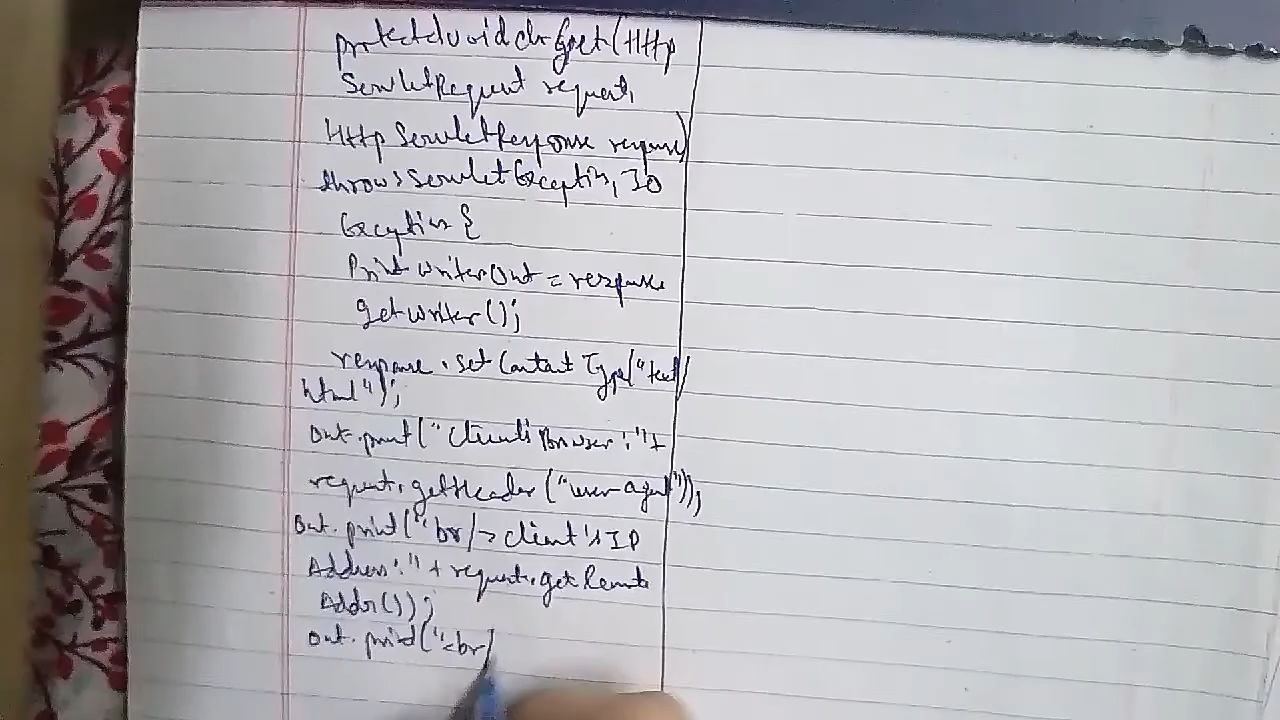 protected void doGet(Http
ServletRequest request,
HttpServletResponse response)
throws ServletException, IO
Exception {
PrintWriter out = response
getwriter();
response.setContentType("text/
html");
Out.print("client's Browser:"+
request.getHeader("user-agent"));
Out.print("br/>client's IP
Address:"+request.getRemote
Addr());
Out.print("<br/